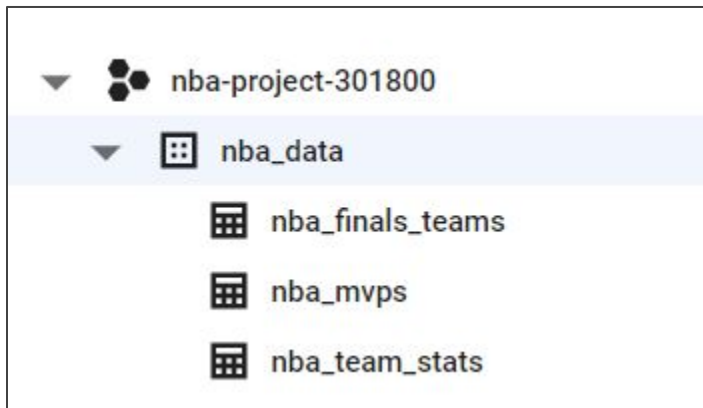 nba-project-301800
nba_data
nba_finals_teams
nba_mvps
nba_team_stats